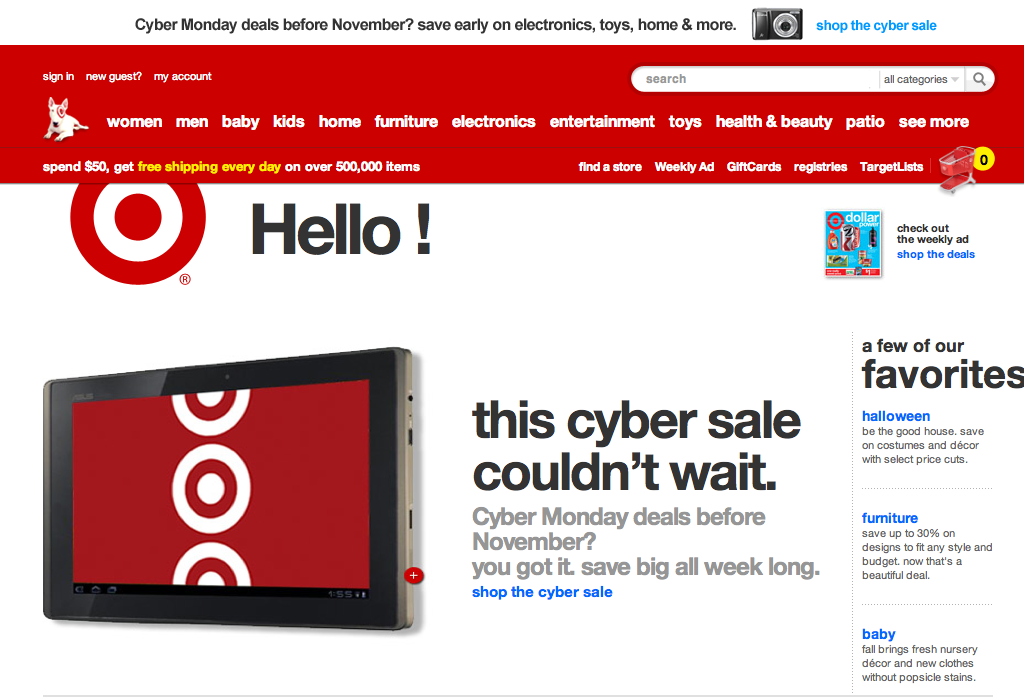 Cyber Monday deals before November? save early on electronics, toys, home & more.
shop the cyber sale
sign in new guest? my account
search
all categories
women men baby kids home furniture electronics entertainment toys health & beauty patio see more
spend $50, get free shipping every day on over 500,000 items
find a store Weekly Ad GiftCards registries TargetLists
0
®
Hello !
dollar
power
check out
the weekly ad
shop the deals
ASUS
1:55
this cyber sale
couldn't wait.
Cyber Monday deals before
November?
you got it. save big all week long.
shop the cyber sale
a few of our
favorites
halloween
be the good house. save
on costumes and décor
with select price cuts.
furniture
save up to 30% on
designs to fit any style and
budget. now that's a
beautiful deal.
baby
fall brings fresh nursery
décor and new clothes
without popsicle stains.